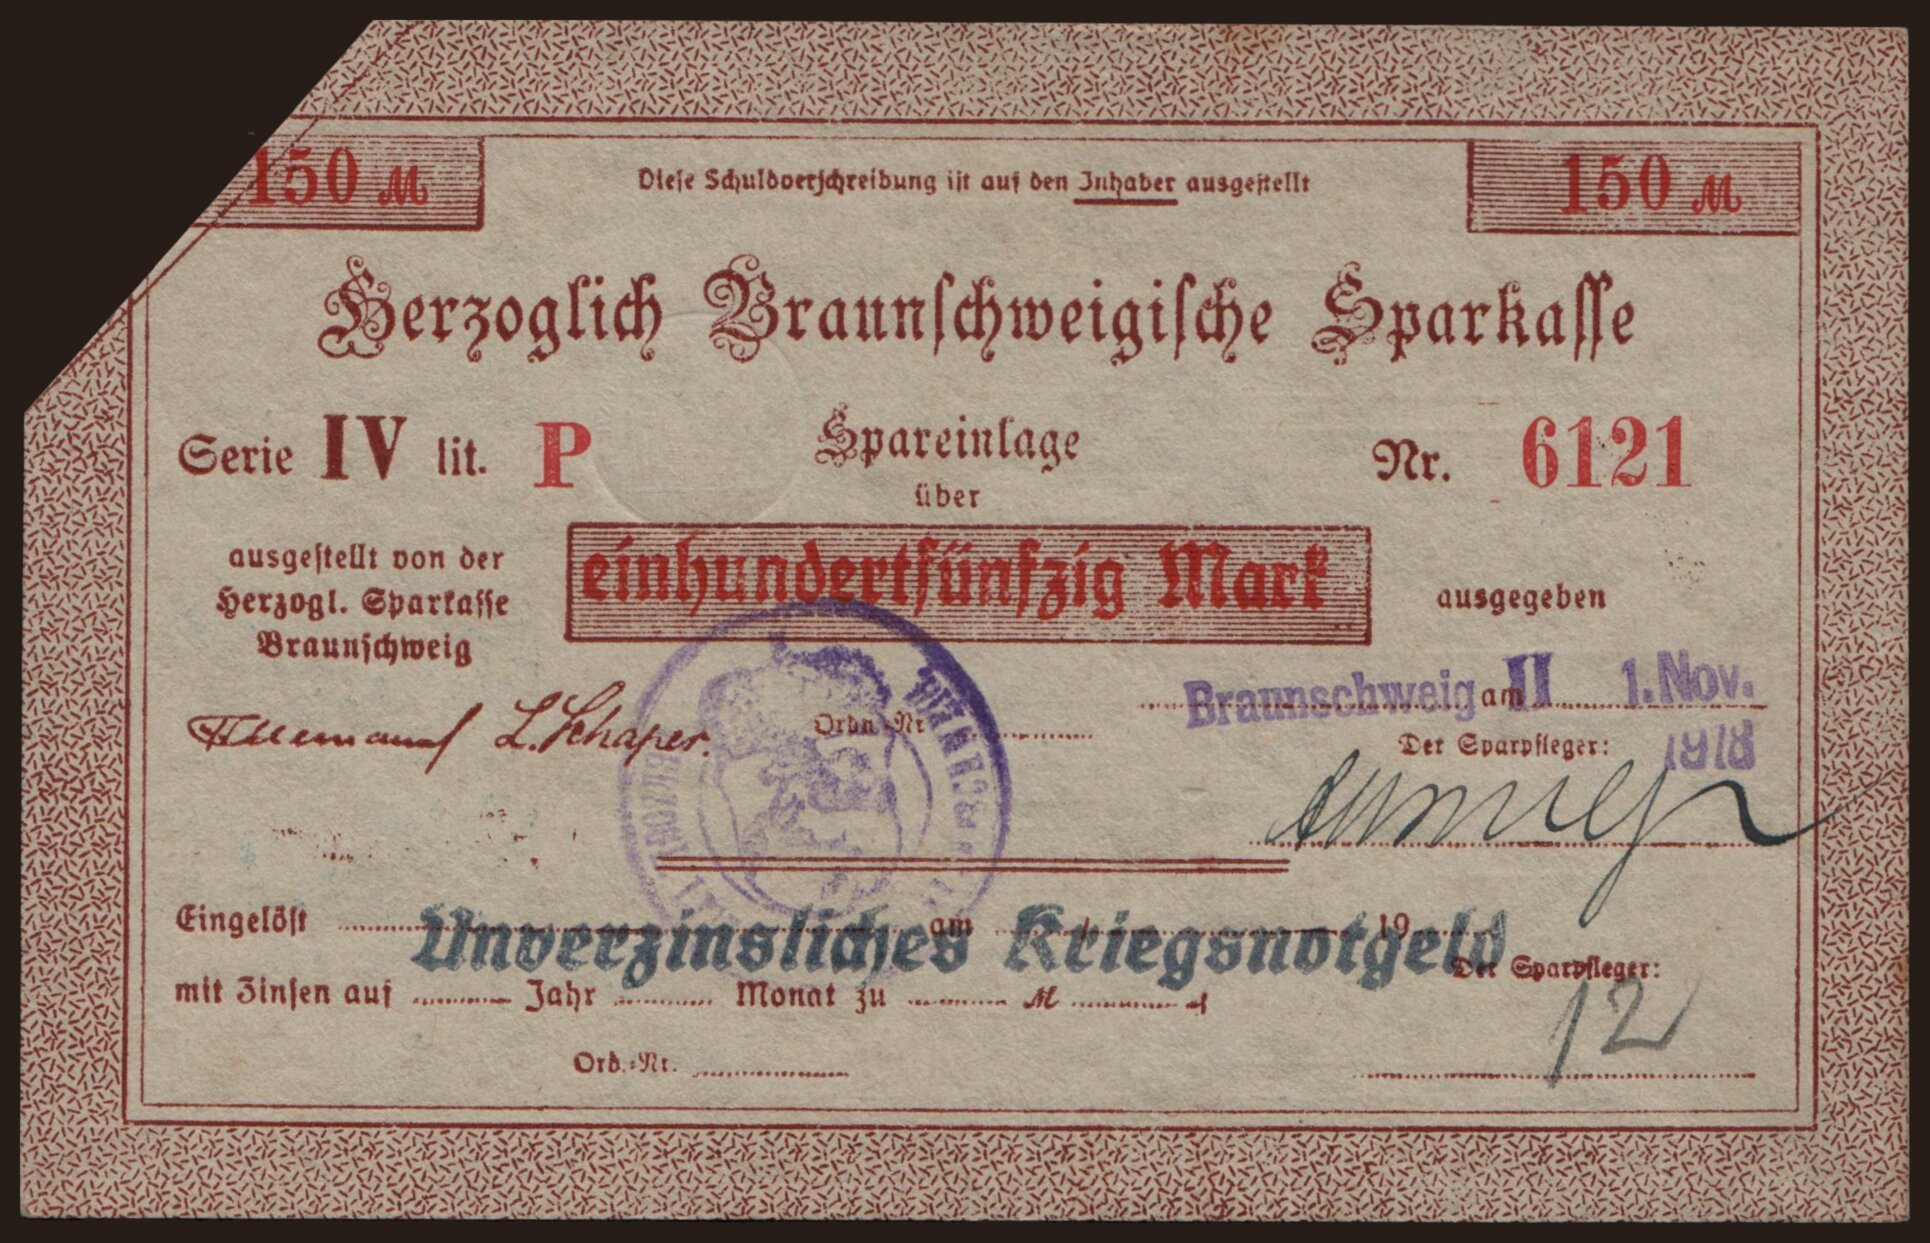 150 M
Diese Schuldverschreibung ist auf den Inhaber ausgestellt
150 M
Herzoglich Braunschweigische Sparkasse
Serie IV lit. P
Spareinlage
über
Nr. 6121
ausgestellt von der
Herzogl. Sparkasse
Braunschweig
einhundertfünfzig Mark
ausgegeben
Braunschweig am II 1. Nov.
1918
L. Schaper.
Ordn.-Nr
Der Sparpfleger:
Eingelöst am 19
Unverzinsliches Kriegsnotgeld
Der Sparpfleger:
mit Zinsen auf Jahr Monat zu M
12
Ord.-Nr.